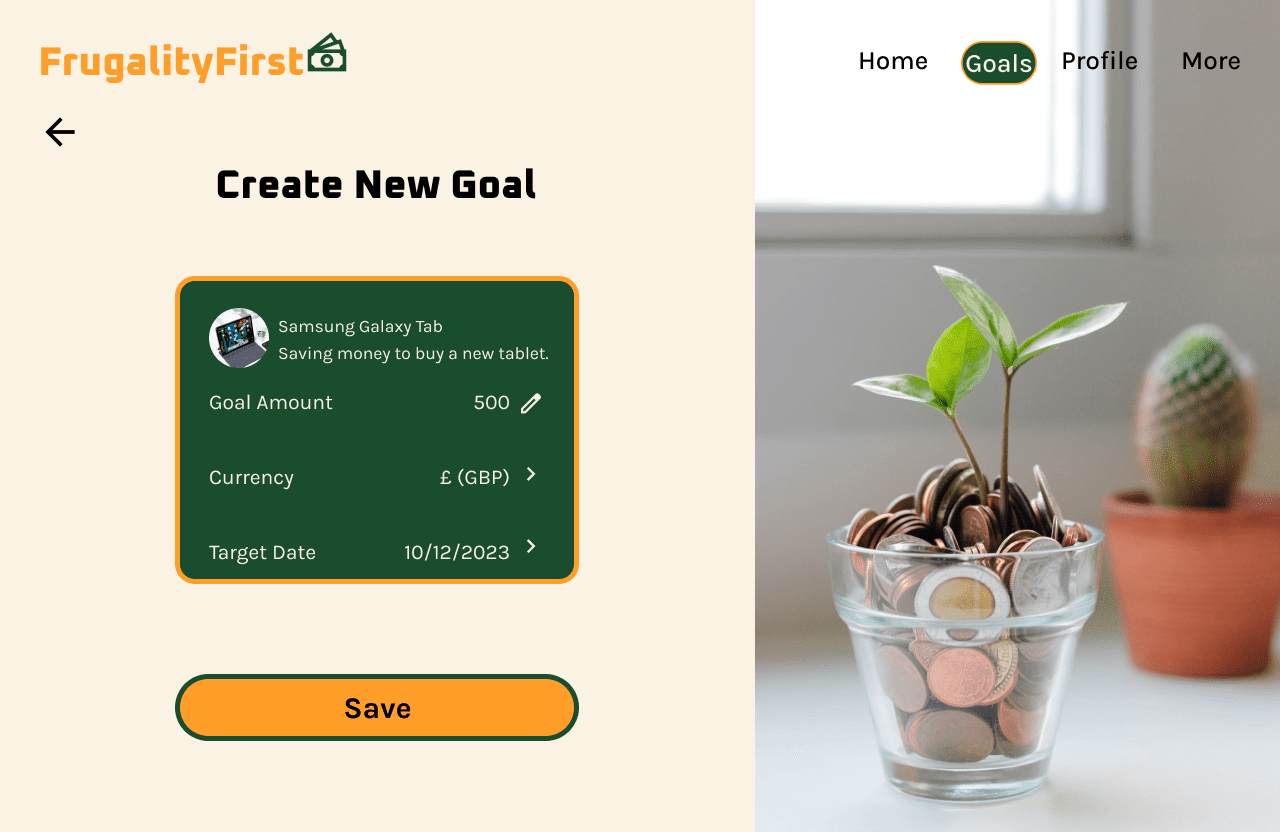 FrugalityFirst
Home Goals Profile More
Create New Goal
Samsung Galaxy Tab
Saving money to buy a new tablet.
Goal Amount 500
Currency £ (GBP)
Target Date 10/12/2023
Save